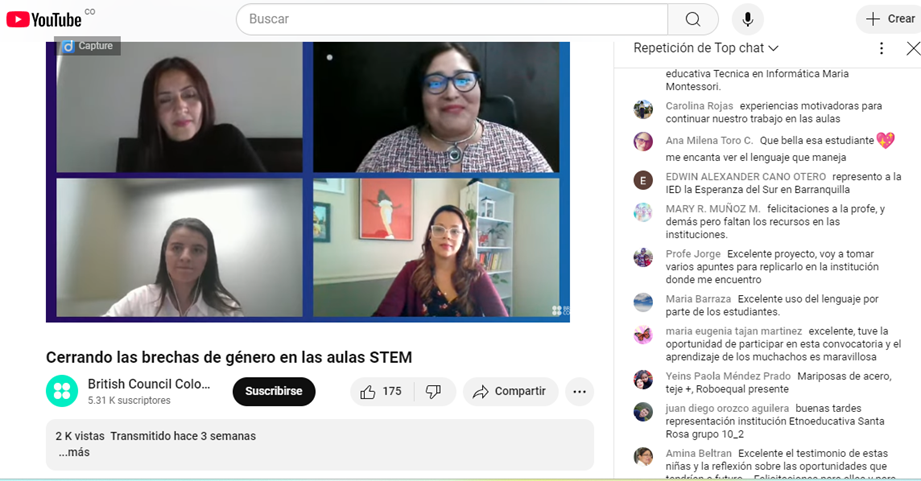 YouTube CO
Buscar
Crear
Capture
Cerrando las brechas de género en las aulas STEM
British Council Colo...
5.31 K suscriptores
Suscribirse
175
Compartir
2 K vistas Transmitido hace 3 semanas
...más
Repetición de Top chat
educativa Tecnica en Informática Maria
Montessori.
Carolina Rojas experiencias motivadoras para
continuar nuestro trabajo en las aulas
Ana Milena Toro C. Que bella esa estudiante
me encanta ver el lenguaje que maneja
E
EDWIN ALEXANDER CANO OTERO represento a la
IED la Esperanza del Sur en Barranquilla
MARY R. MUÑOZ M. felicitaciones a la profe, y
demás pero faltan los recursos en las
instituciones.
Profe Jorge Excelente proyecto, voy a tomar
varios apuntes para replicarlo en la institución
donde me encuentro
Maria Barraza Excelente uso del lenguaje por
parte de los estudiantes.
maria eugenia tajan martinez excelente, tuve la
oportunidad de participar en esta convocatoria y el
aprendizaje de los muchachos es maravillosa
Yeins Paola Méndez Prado Mariposas de acero,
teje +, Roboequal presente
juan diego orozco aguilera buenas tardes
representación institución Etnoeducativa Santa
Rosa grupo 10_2
Amina Beltran Excelente el testimonio de estas
niñas y la reflexión sobre las oportunidades que